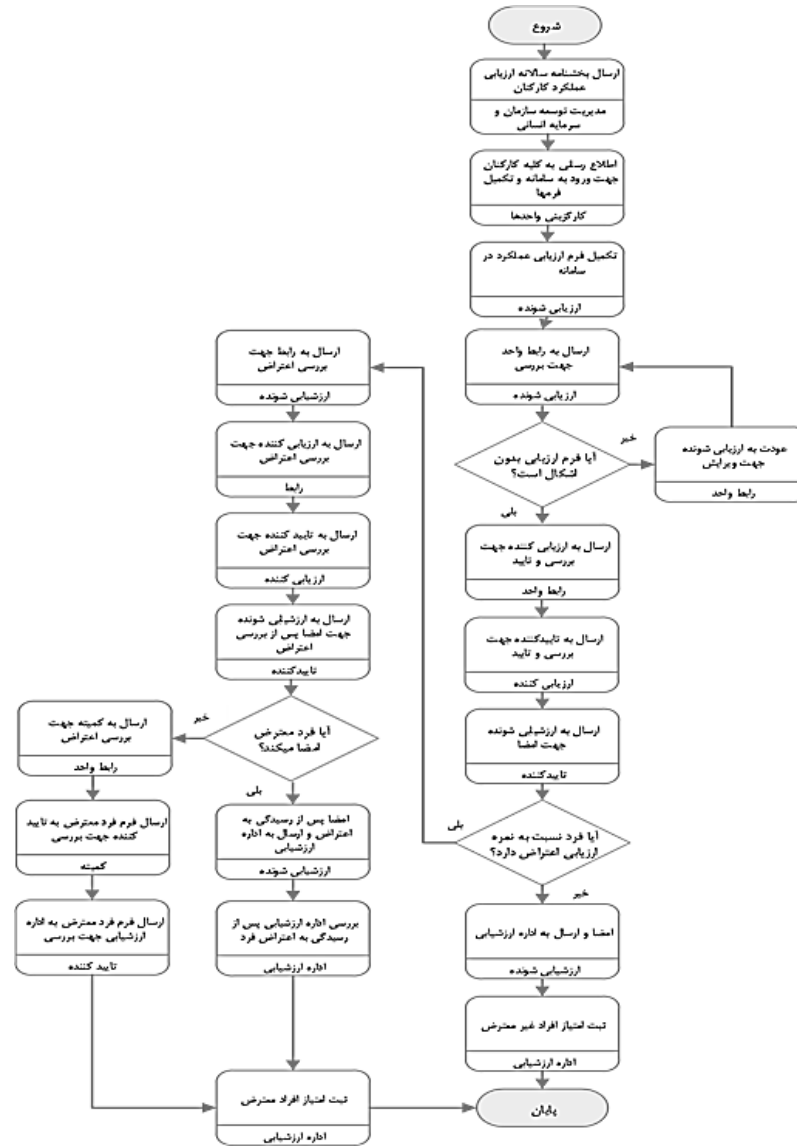 شروع
ارسال بخشنامه سالانه ارزیابی
عملکرد کارکنان
مدیریت توسعه سازمان و
سرمایه انسانی
اطلاع رسانی به کلیه کارکنان
جهت ورود به سامانه و تکمیل
فرمها
کارگزینی واحدها
تکمیل فرم ارزیابی عملکرد در
سامانه
ارزیابی شونده
ارسال به رابط واحد
جهت بررسی
ارزیابی شونده
آیا فرم ارزیابی بدون
اشکال است؟
خیر
عودت به ارزیابی شونده
جهت ویرایش
رابط واحد
بلی
ارسال به ارزیابی کننده جهت
بررسی و تایید
رابط واحد
ارسال به تاییدکننده جهت
بررسی و تایید
ارزیابی کننده
ارسال به ارزشیابی شونده
جهت امضا
تاییدکننده
آیا فرد نسبت به نمره
ارزیابی اعتراض دارد؟
بلی
خیر
امضا و ارسال به اداره ارزشیابی
ارزشیابی شونده
ثبت امتیاز افراد غیر معترض
اداره ارزشیابی
پایان
ارسال به رابط جهت
بررسی اعتراض
ارزشیابی شونده
ارسال به ارزیابی کننده جهت
بررسی اعتراض
رابط
ارسال به تایید کننده جهت
بررسی اعتراض
ارزیابی کننده
ارسال به ارزشیابی شونده
جهت امضا پس از بررسی
اعتراض
تاییدکننده
آیا فرد معترض
امضا میکند؟
خیر
بلی
امضا پس از رسیدگی به
اعتراض و ارسال به اداره
ارزشیابی
ارزشیابی شونده
بررسی اداره ارزشیابی پس از
رسیدگی به اعتراض فرد
اداره ارزشیابی
ثبت امتیاز افراد معترض
اداره ارزشیابی
ارسال به کمیته جهت
بررسی اعتراض
رابط واحد
ارسال فرم فرد معترض به تایید
کننده جهت بررسی
کمیته
ارسال فرم فرد معترض به اداره
ارزشیابی جهت بررسی
تایید کننده